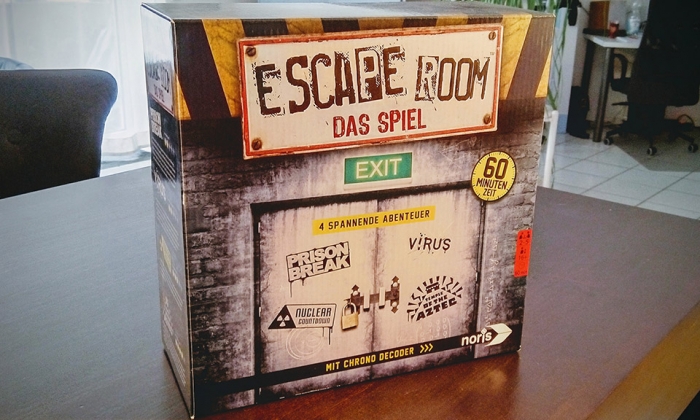 ESCAPE ROOM
DAS SPIEL
EXIT
60
MINUTEN
ZEIT
4 SPANNENDE ABENTEUER
PRISON
BREAK
VIRUS
NUCLEAR
COUNTDOWN
TEMPLE
OF THE
AZTEC
MIT CHRONO DECODER >>>
noris